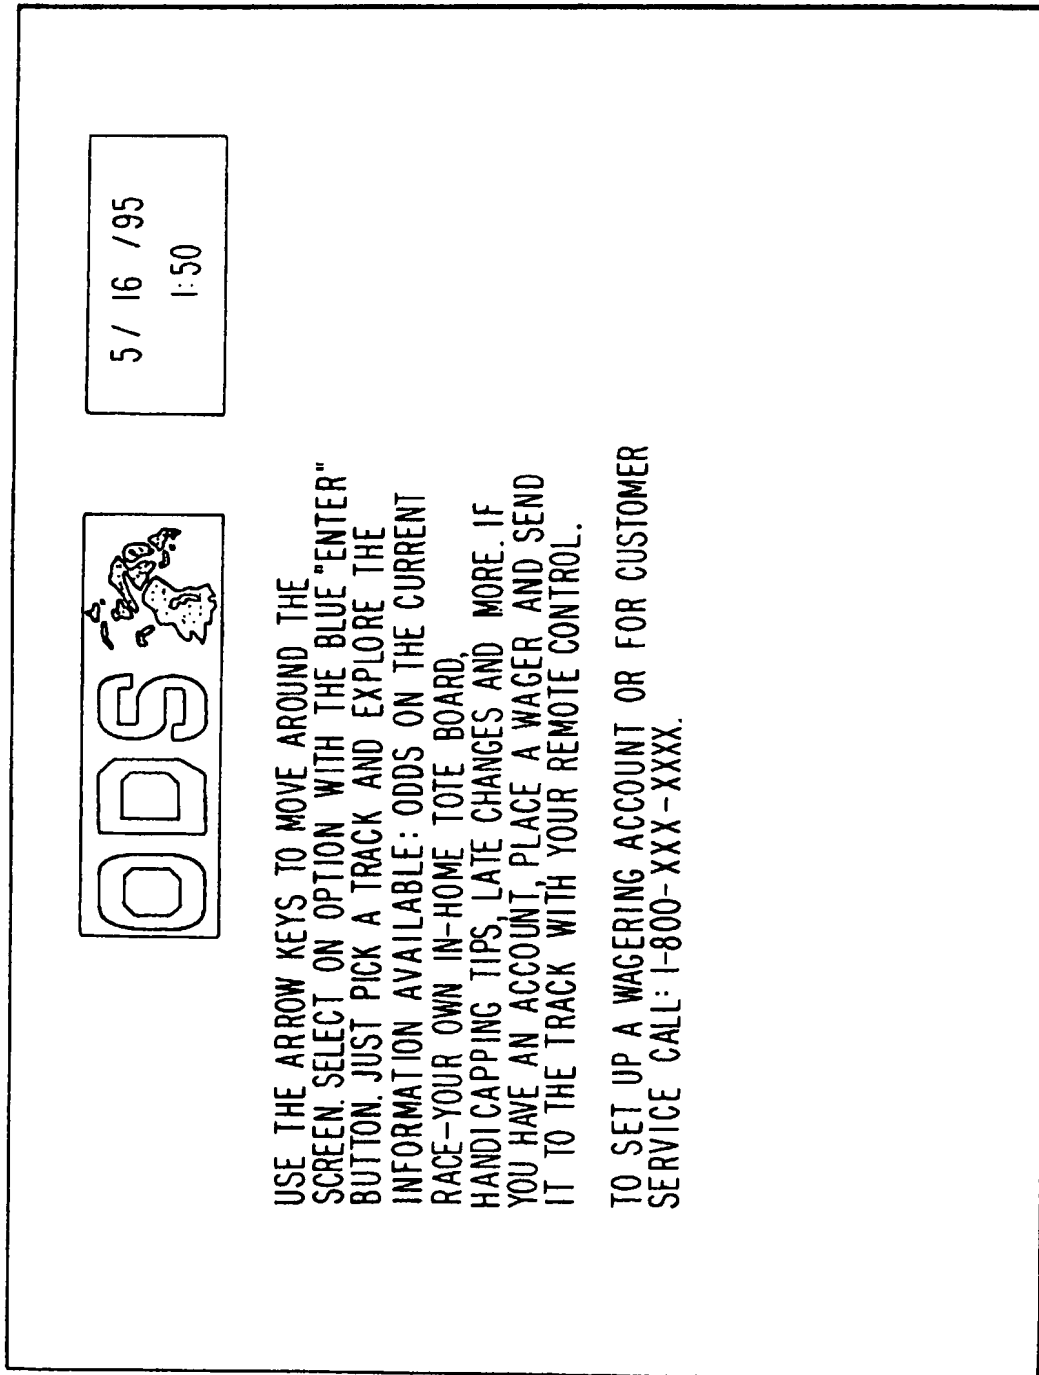 ODS
5/ 16 /95
1:50
USE THE ARROW KEYS TO MOVE AROUND THE
SCREEN. SELECT ON OPTION WITH THE BLUE "ENTER"
BUTTON. JUST PICK A TRACK AND EXPLORE THE
INFORMATION AVAILABLE: ODDS ON THE CURRENT
RACE-YOUR OWN IN-HOME TOTE BOARD,
HANDICAPPING TIPS, LATE CHANGES AND MORE. IF
YOU HAVE AN ACCOUNT, PLACE A WAGER AND SEND
IT TO THE TRACK WITH YOUR REMOTE CONTROL.
TO SET UP A WAGERING ACCOUNT OR FOR CUSTOMER
SERVICE CALL: 1-800-XXX-XXXX.